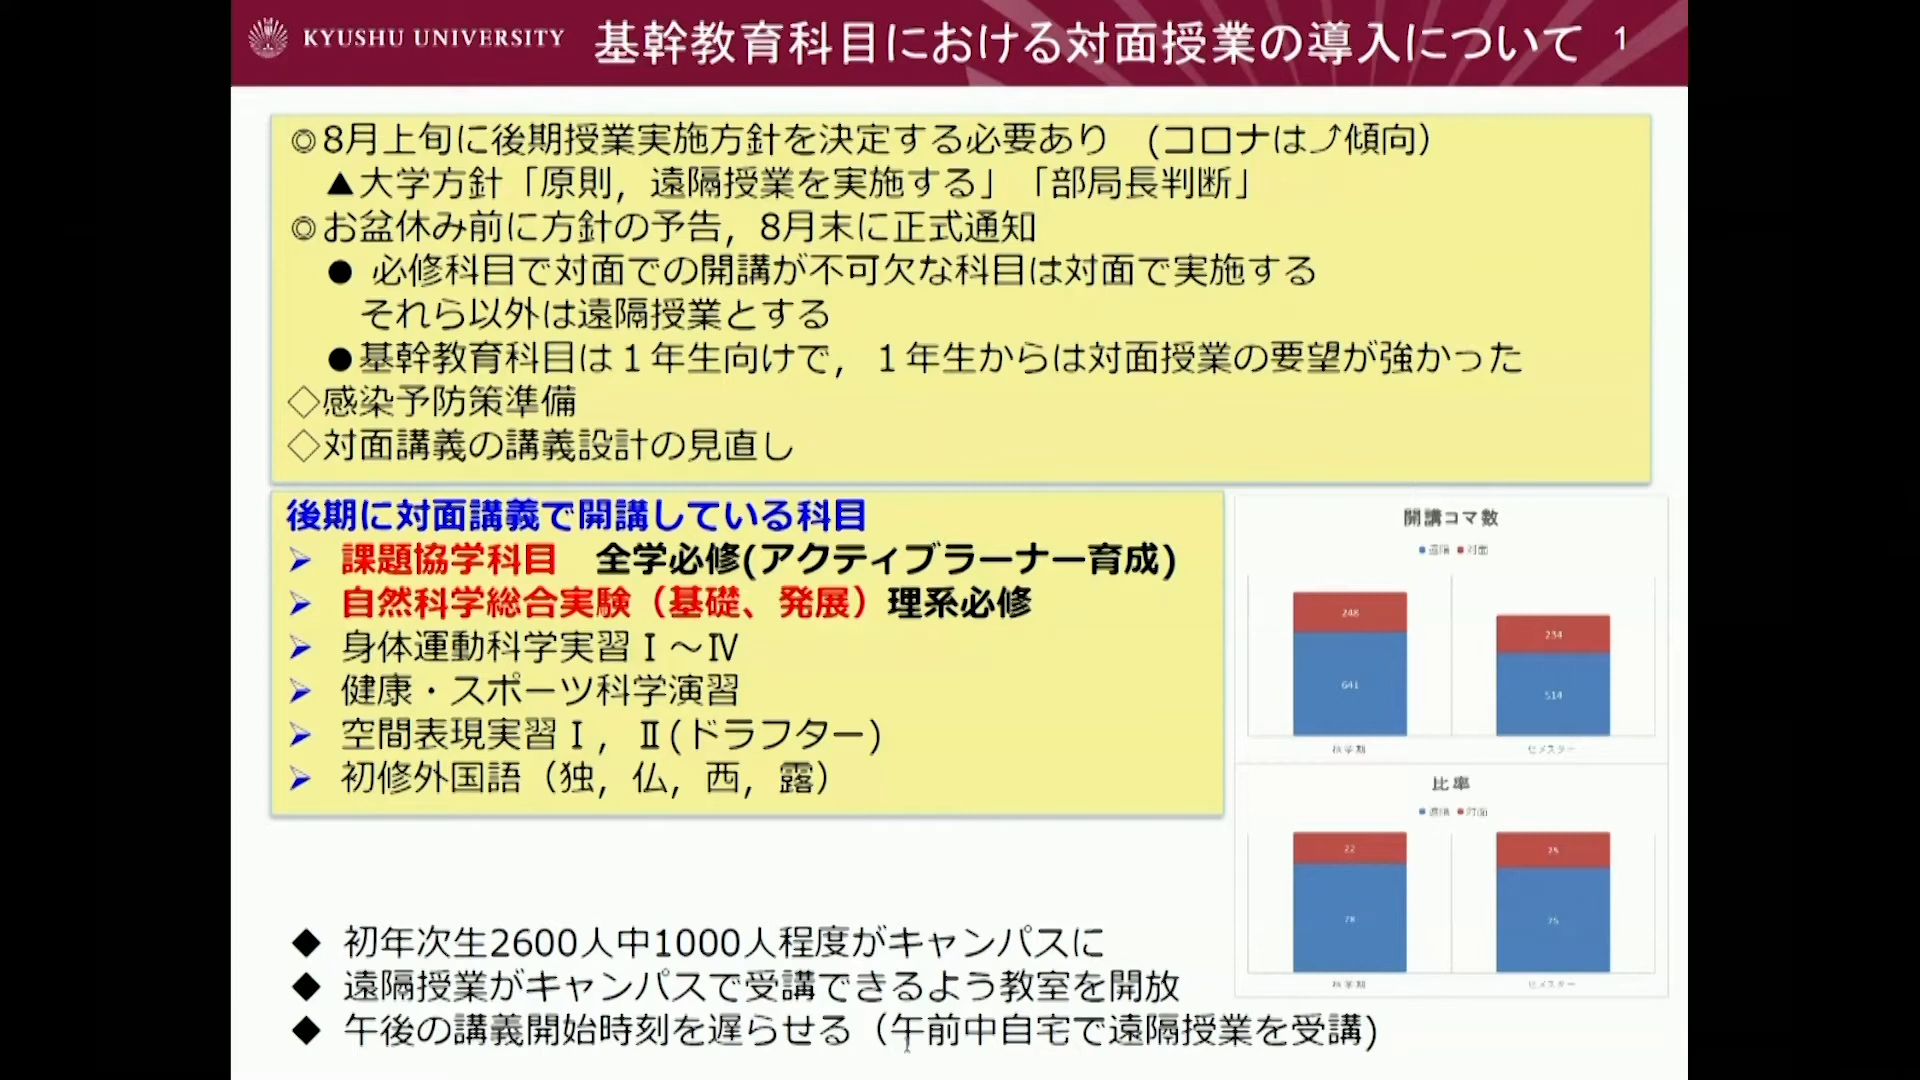 KYUSHU UNIVERSITY 基幹教育科目における対面授業の導入について 1
◎8月上旬に後期授業実施方針を決定する必要あり (コロナは⤴傾向)
▲大学方針「原則，遠隔授業を実施する」「部局長判断」
◎お盆休み前に方針の予告，8月末に正式通知
● 必修科目で対面での開講が不可欠な科目は対面で実施する
それら以外は遠隔授業とする
●基幹教育科目は１年生向けで，１年生からは対面授業の要望が強かった
◇感染予防策準備
◇対面講義の講義設計の見直し
後期に対面講義で開講している科目
➢ 課題協学科目 全学必修(アクティブラーナー育成)
➢ 自然科学総合実験（基礎、発展）理系必修
➢ 身体運動科学実習Ⅰ～Ⅳ
➢ 健康・スポーツ科学演習
➢ 空間表現実習Ⅰ，Ⅱ(ドラフター)
➢ 初修外国語（独，仏，西，露）
開講コマ数
遠隔 対面
248 234
641 514
秋学期 セメスター
比率
遠隔 対面
22 25
78 75
秋学期 セメスター
◆ 初年次生2600人中1000人程度がキャンパスに
◆ 遠隔授業がキャンパスで受講できるよう教室を開放
◆ 午後の講義開始時刻を遅らせる（午前中自宅で遠隔授業を受講)